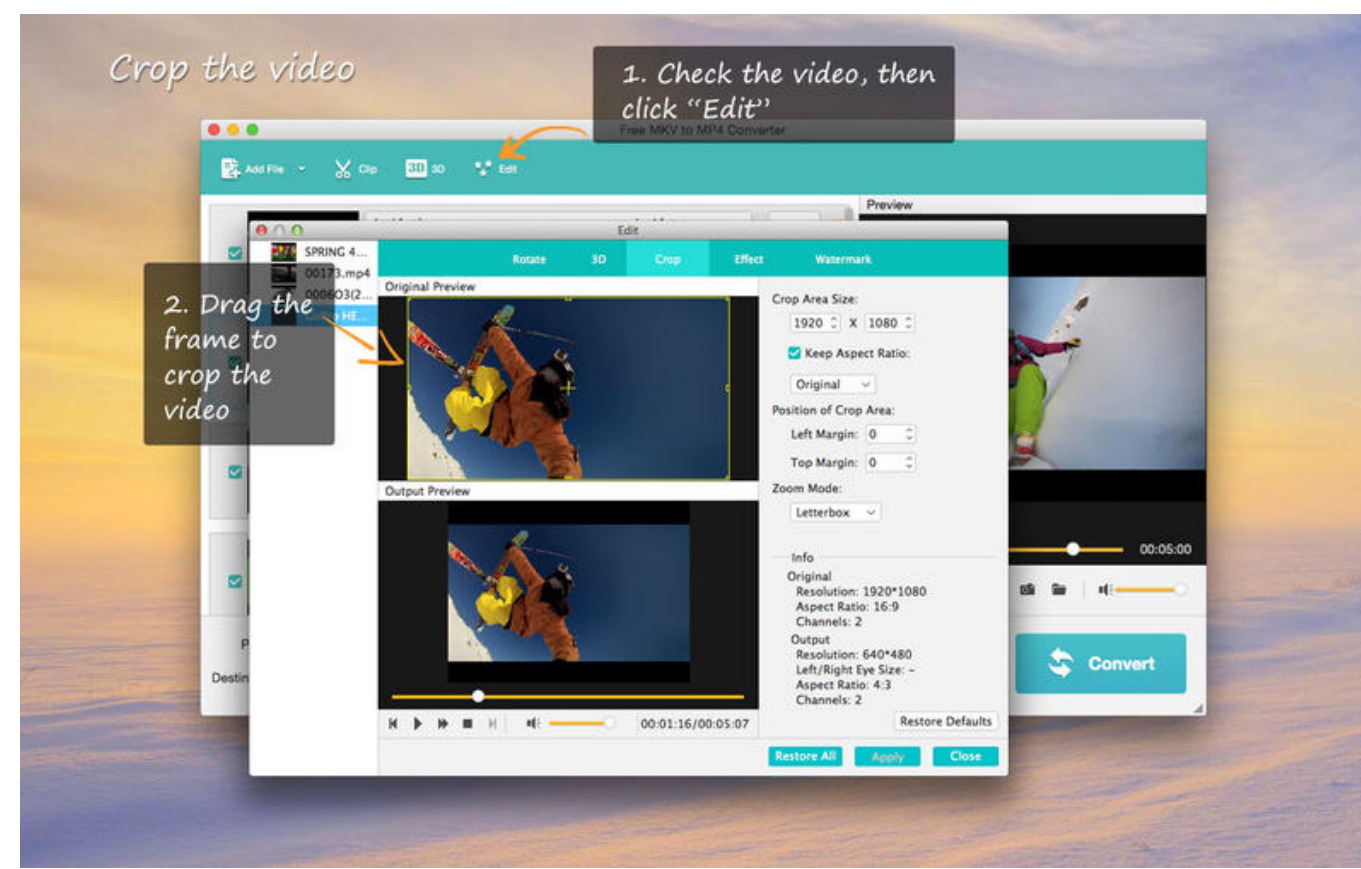 Crop the video
1. Check the video, then
click “Edit”
Free MKV to MP4 Converter
Add File
Clip
3D 3D
Edit
Preview
Edit
SPRING 4...
00173.mp4
000603(2...
HE...
Rotate 3D Crop Effect Watermark
2. Drag the
frame to
crop the
video
Original Preview
Output Preview
00:01:16/00:05:07
Crop Area Size:
1920 X 1080
Keep Aspect Ratio:
Original
Position of Crop Area:
Left Margin: 0
Top Margin: 0
Zoom Mode:
Letterbox
Info
Original
Resolution: 1920*1080
Aspect Ratio: 16:9
Channels: 2
Output
Resolution: 640*480
Left/Right Eye Size: -
Aspect Ratio: 4:3
Channels: 2
Restore Defaults
Restore All Apply Close
00:05:00
Convert
Destin